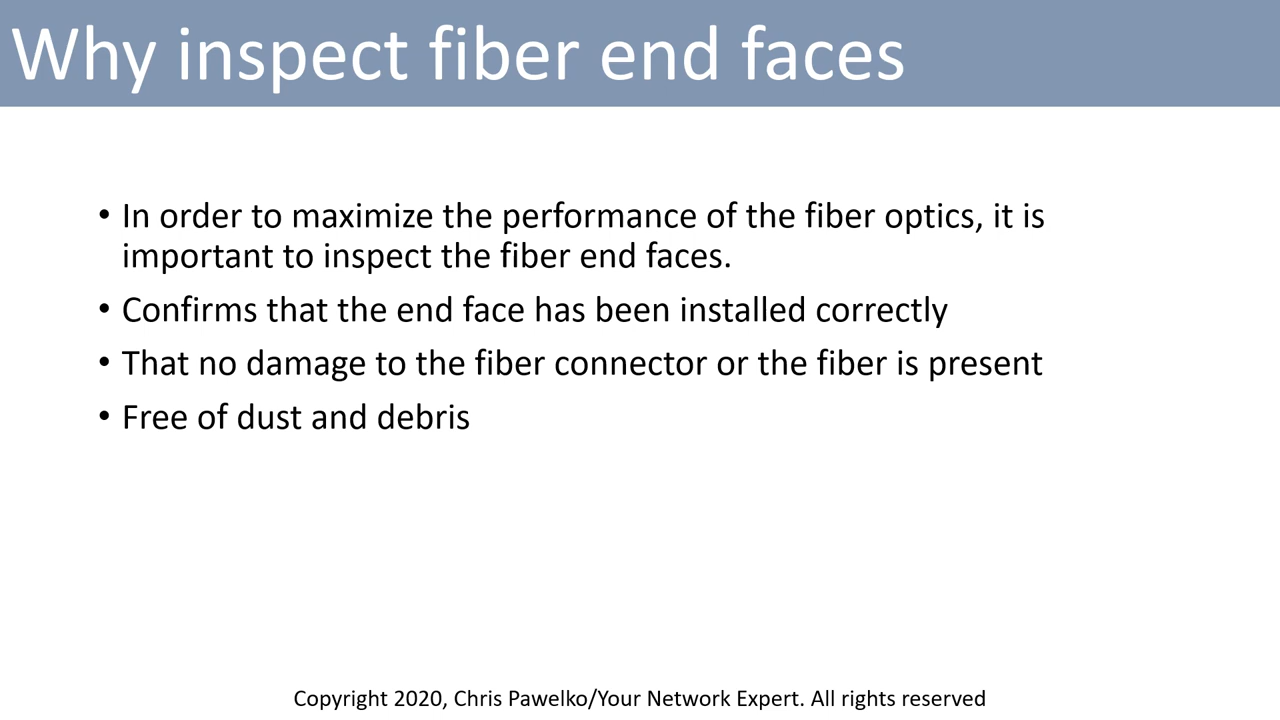 Why inspect fiber end faces
• In order to maximize the performance of the fiber optics, it is
important to inspect the fiber end faces.
• Confirms that the end face has been installed correctly
• That no damage to the fiber connector or the fiber is present
• Free of dust and debris
Copyright 2020, Chris Pawelko/Your Network Expert. All rights reserved